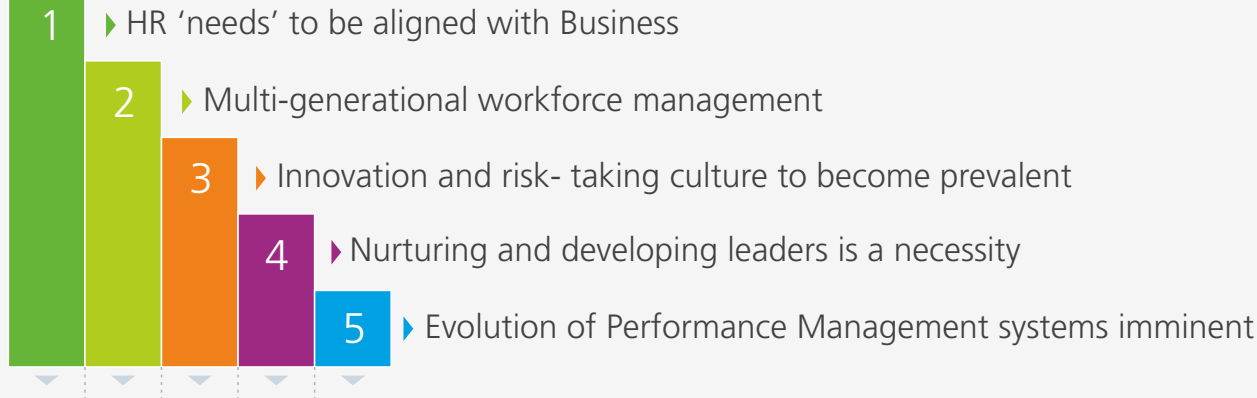 1 HR ‘needs’ to be aligned with Business
2 Multi-generational workforce management
3 Innovation and risk- taking culture to become prevalent
4 Nurturing and developing leaders is a necessity
5 Evolution of Performance Management systems imminent